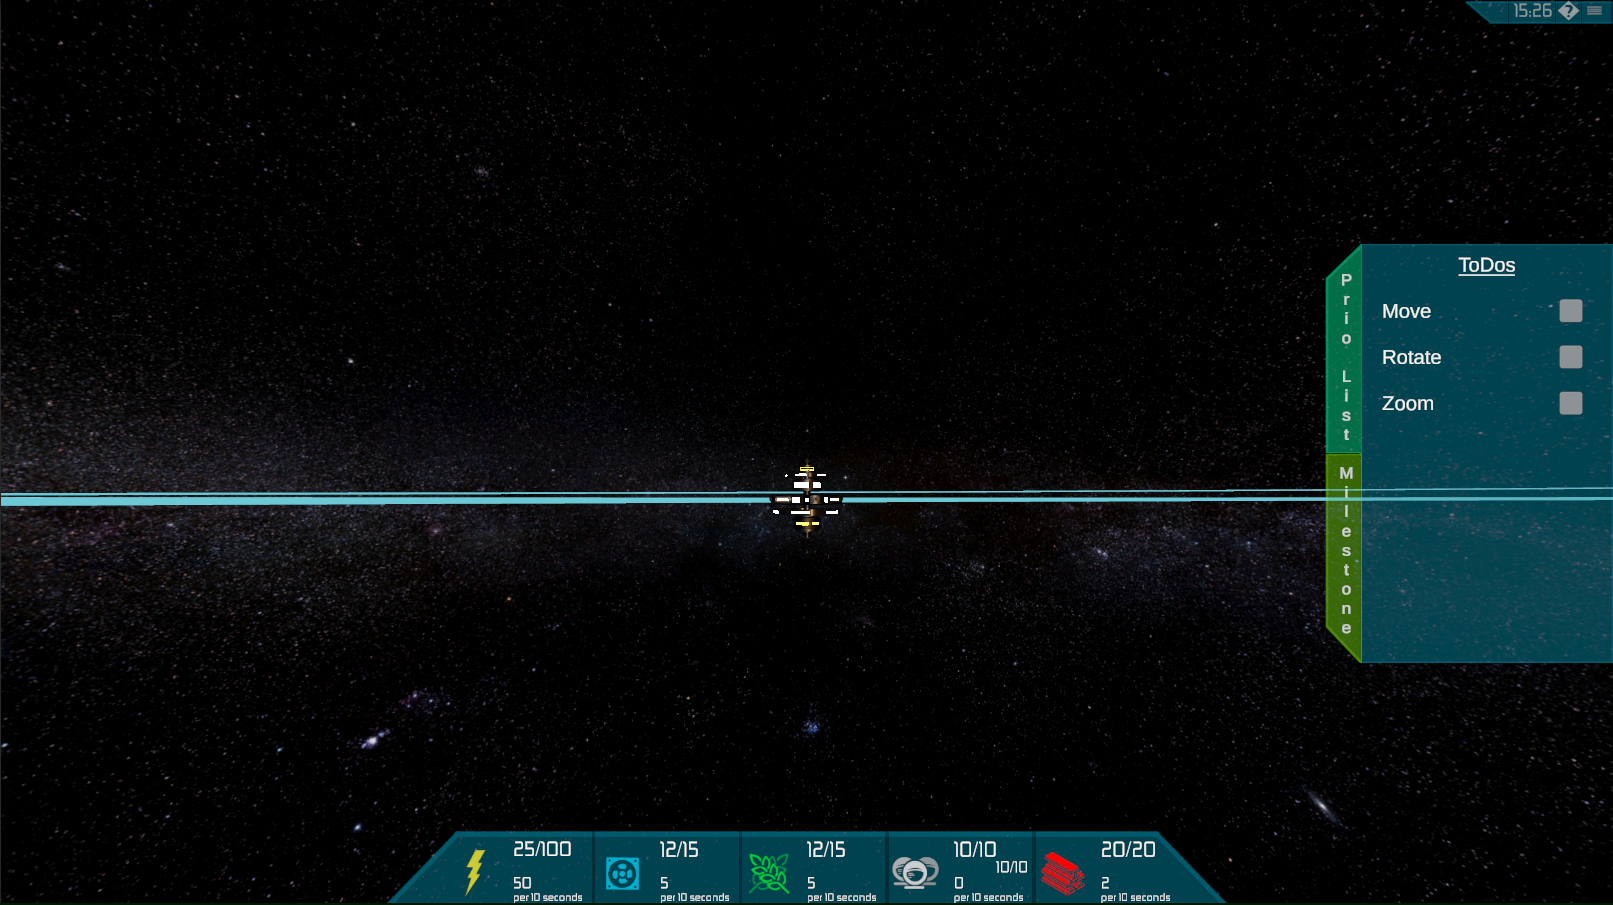 15:26 ?
ToDos
Move
Rotate
Zoom
Prio List
Milestone
25/100
50
per 10 seconds
12/15
5
per 10 seconds
12/15
5
per 10 seconds
10/10
10/10
0
per 10 seconds
20/20
2
per 10 seconds